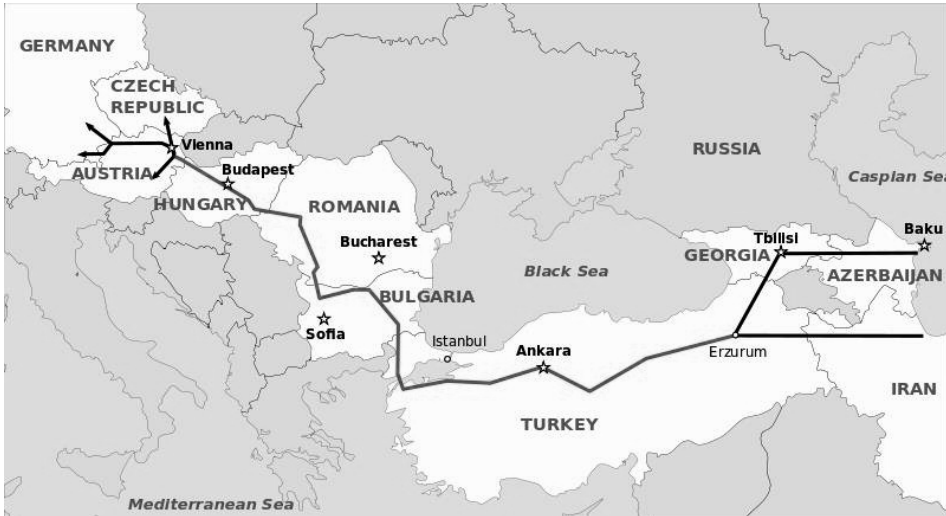 GERMANY
CZECH
REPUBLIC
Vienna
AUSTRIA
Budapest
HUNGARY
ROMANIA
Bucharest
RUSSIA
Caspian Sea
Baku
Tbilisi
GEORGIA
AZERBAIJAN
Black Sea
BULGARIA
Sofia
Istanbul
Ankara
Erzurum
IRAN
TURKEY
Mediterranean Sea